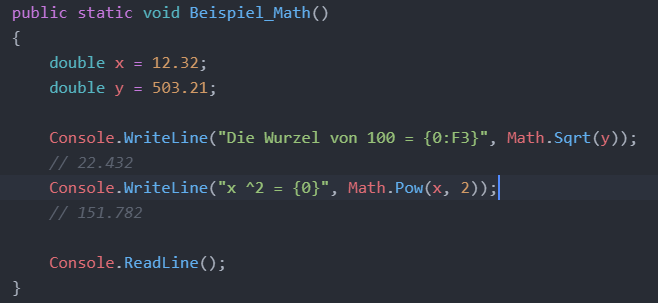 public static void Beispiel_Math()
{
    double x = 12.32;
    double y = 503.21;

    Console.WriteLine("Die Wurzel von 100 = {0:F3}", Math.Sqrt(y));
    // 22.432
    Console.WriteLine("x ^2 = {0}", Math.Pow(x, 2));
    // 151.782

    Console.ReadLine();
}